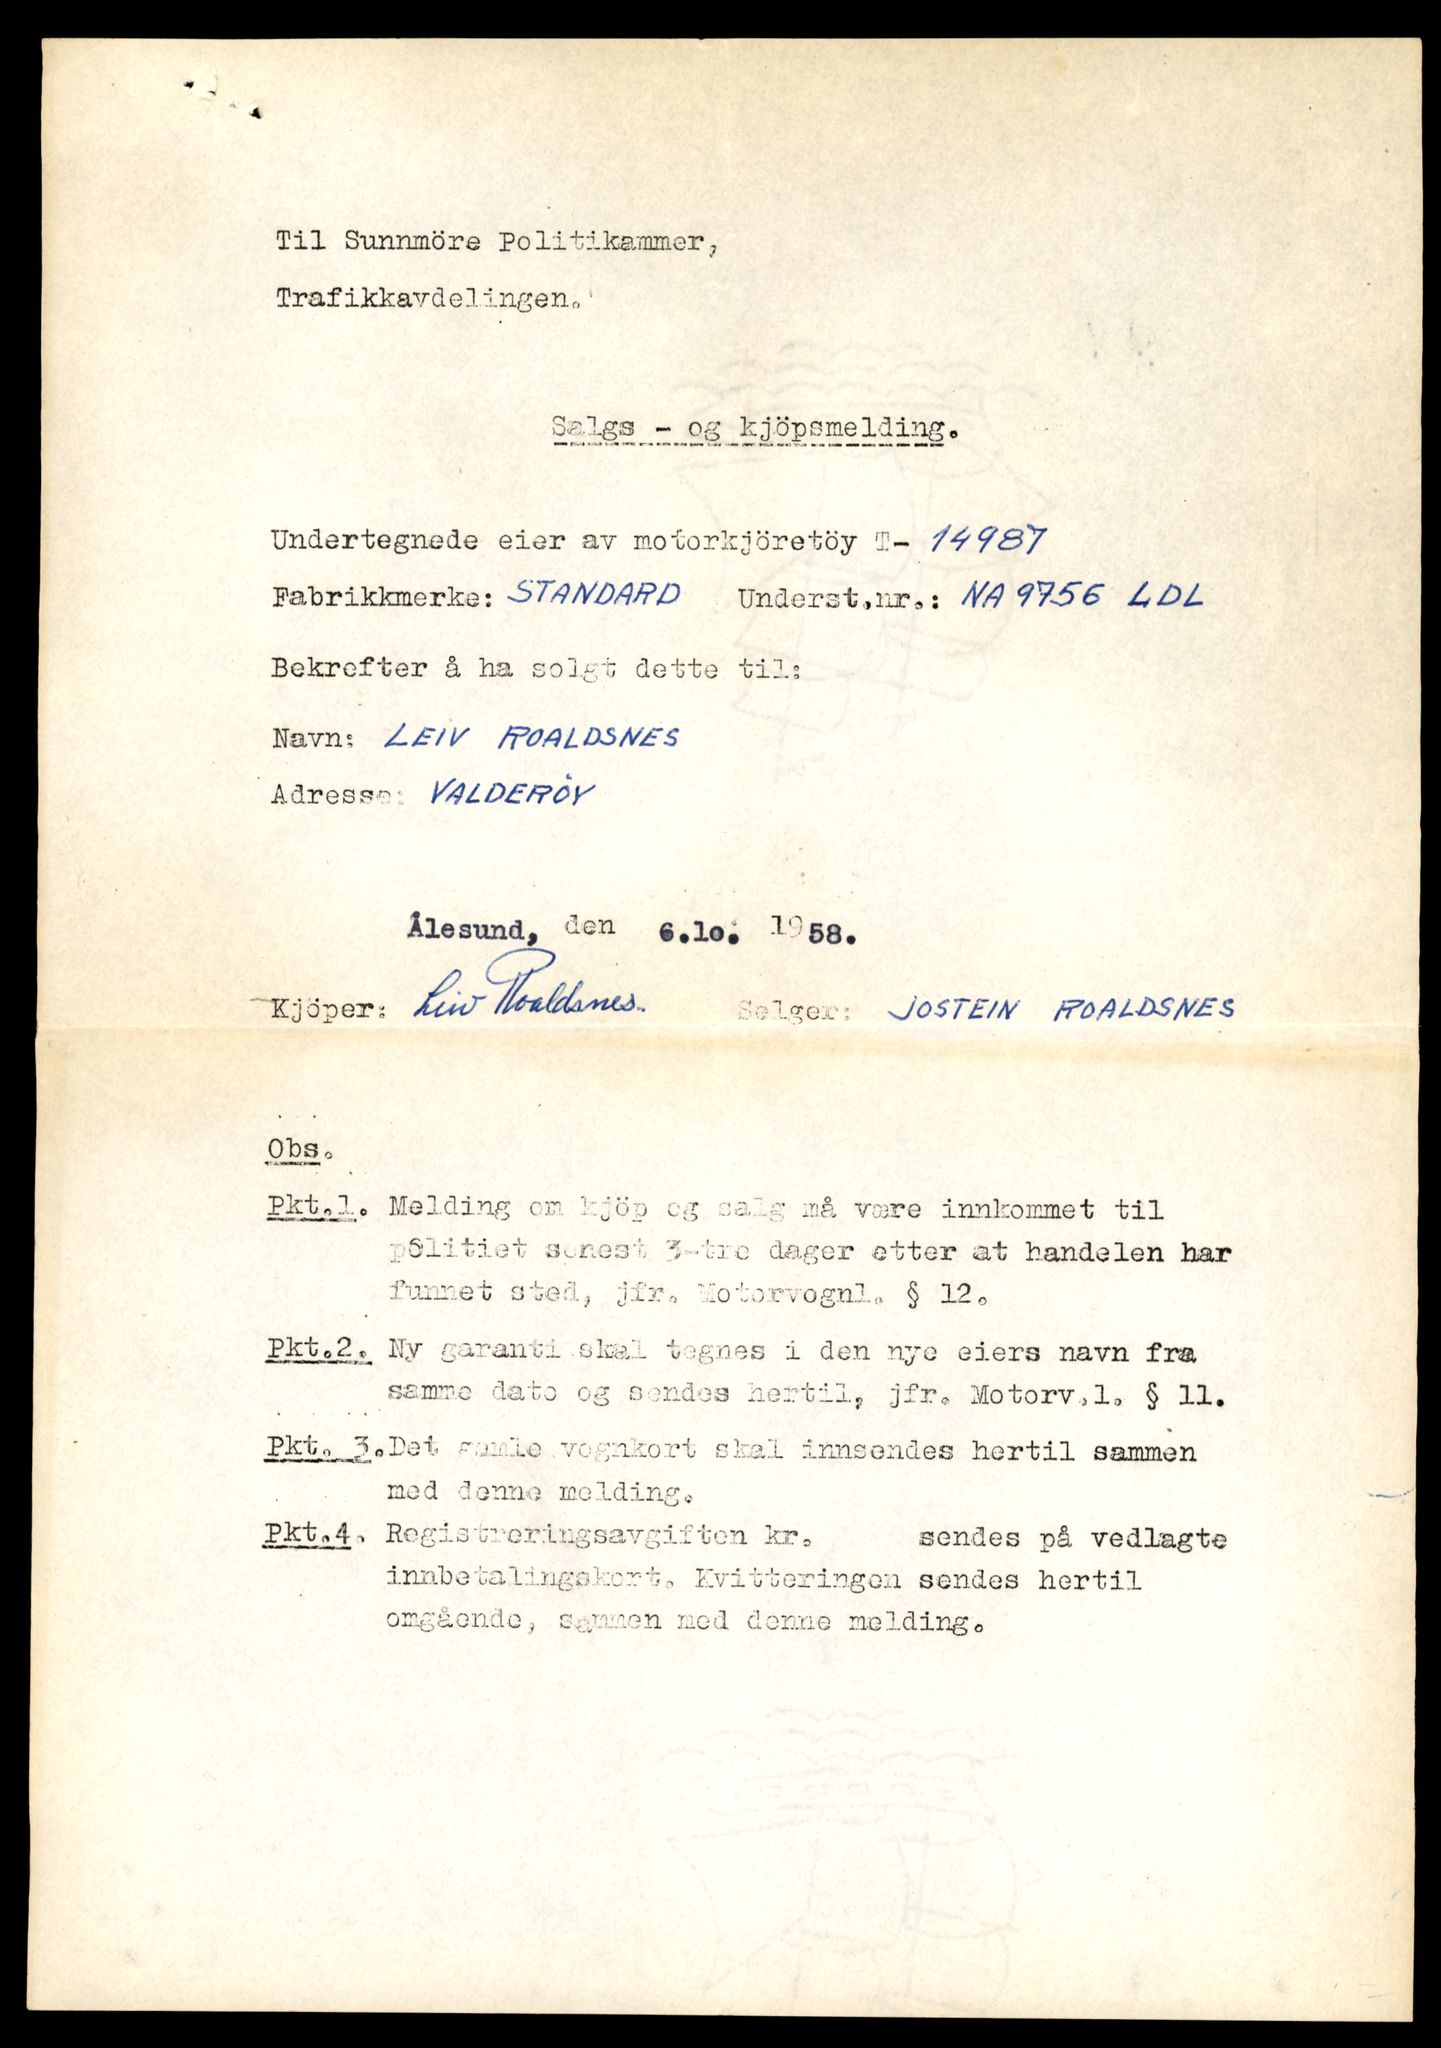 Til Sunnmöre Politikammer,
Trafikkavdelingen.
Salgs - og kjöpsmelding.
Undertegnede eier av motorkjöretöy T- 14987
Fabrikkmerke: STANDARD Underst.nr.: NA 9756 LDL
Bekrefter å ha solgt dette til:
Navn: LEIV ROALDSNES
Adresse: VALDERÖY
Ålesund, den 6.10. 1958.
Kjöper: Leiv Roaldsnes. Selger: JOSTEIN ROALDSNES
Obs.
Pkt.1. Melding om kjöp og salg må være innkommet til
politiet senest 3-tre dager etter at handelen har
funnet sted, jfr. Motorvognl. § 12.
Pkt.2. Ny garanti skal tegnes i den nye eiers navn fra
samme dato og sendes hertil, jfr. Motorv.l. § 11.
Pkt. 3. Det gamle vognkort skal innsendes hertil sammen
med denne melding.
Pkt.4. Registreringsavgiften kr. sendes på vedlagte
innbetalingskort. Kvitteringen sendes hertil
omgående, sammen med denne melding.